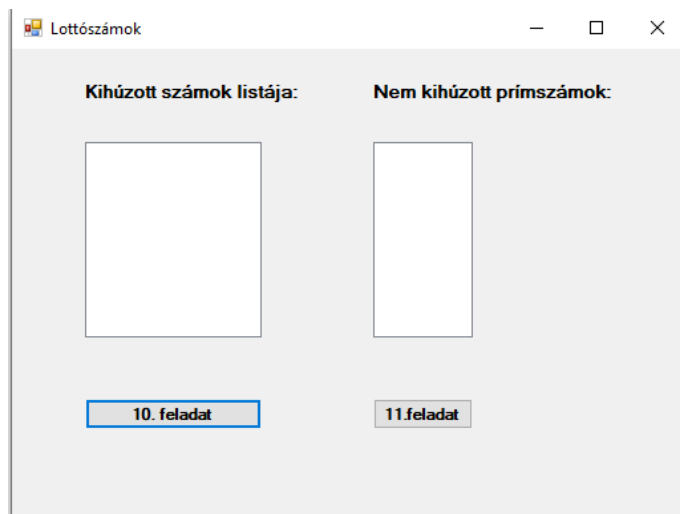 Lottószámok
Kihúzott számok listája:
Nem kihúzott prímszámok:
10. feladat
11.feladat